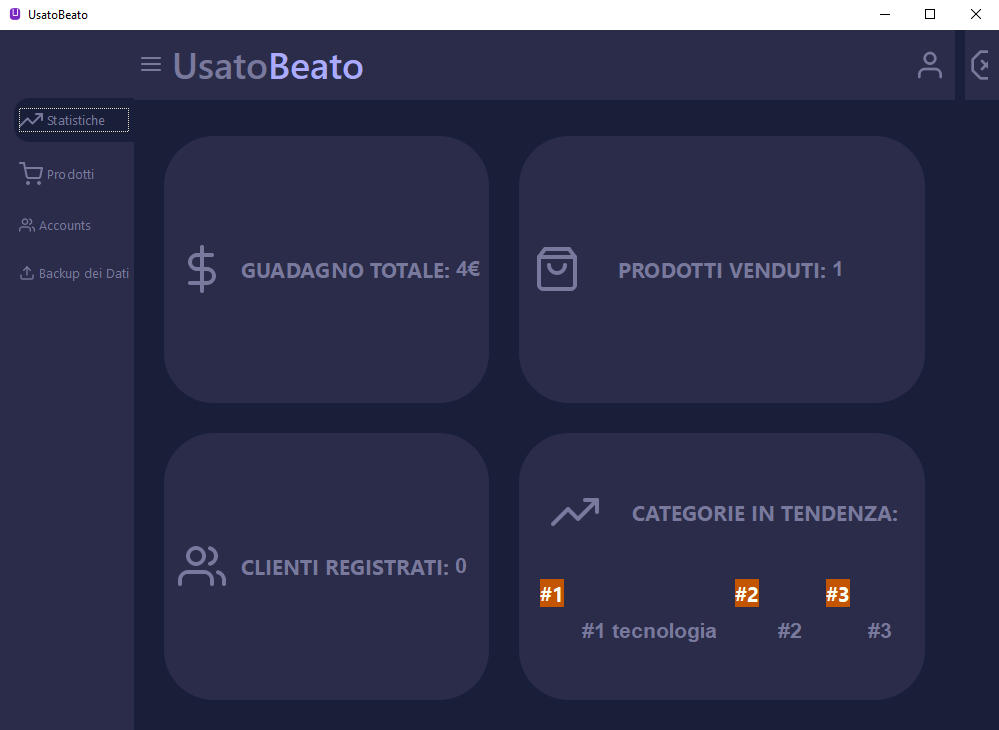 UsatoBeato
UsatoBeato
Statistiche
Prodotti
Accounts
Backup dei Dati
GUADAGNO TOTALE: 4€
PRODOTTI VENDUTI: 1
CLIENTI REGISTRATI: 0
CATEGORIE IN TENDENZA:
#1 #2 #3
#1 tecnologia #2 #3